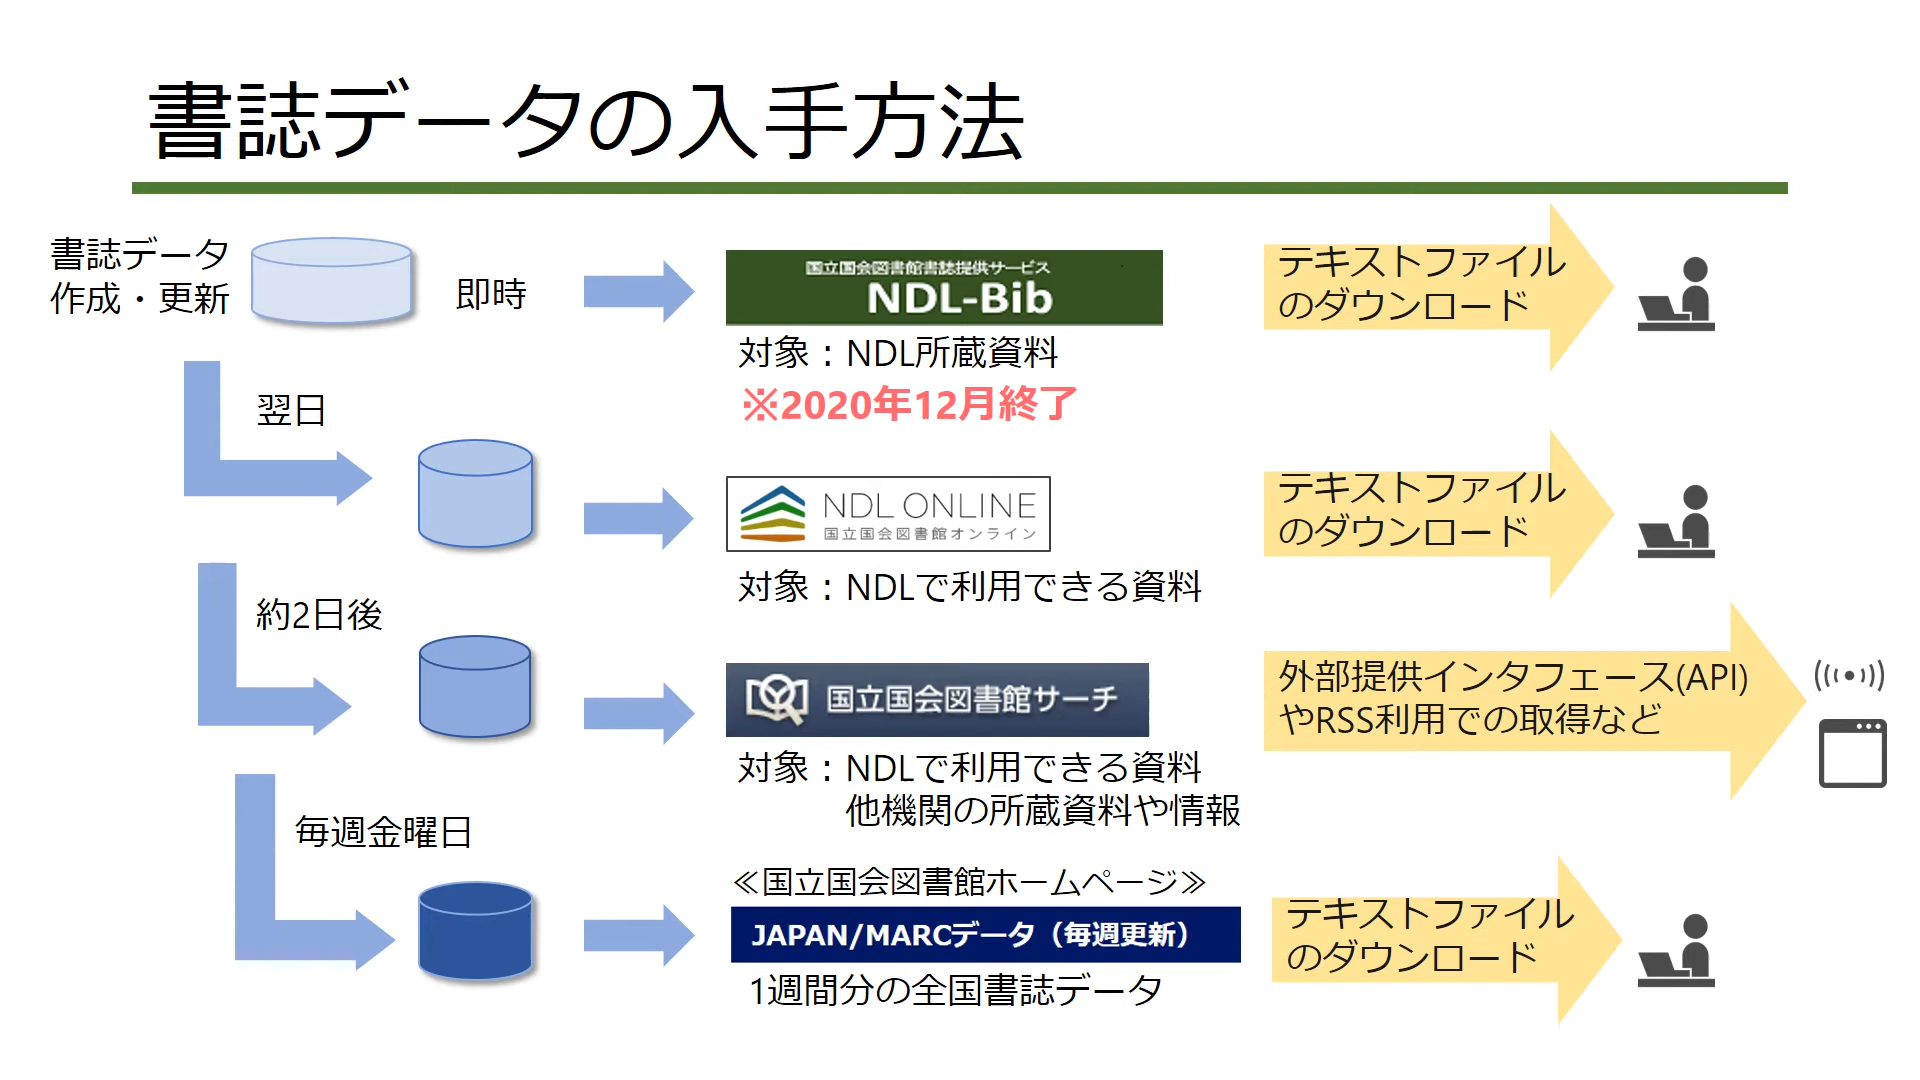 書誌データの入手方法
書誌データ
作成・更新
即時
国立国会図書館書誌提供サービス
NDL-Bib
対象：NDL所蔵資料
※2020年12月終了
テキストファイル
のダウンロード
翌日
NDL ONLINE
国立国会図書館オンライン
対象：NDLで利用できる資料
テキストファイル
のダウンロード
約2日後
国立国会図書館サーチ
対象：NDLで利用できる資料
他機関の所蔵資料や情報
外部提供インタフェース(API)
やRSS利用での取得など
毎週金曜日
≪国立国会図書館ホームページ≫
JAPAN/MARCデータ（毎週更新）
1週間分の全国書誌データ
テキストファイル
のダウンロード